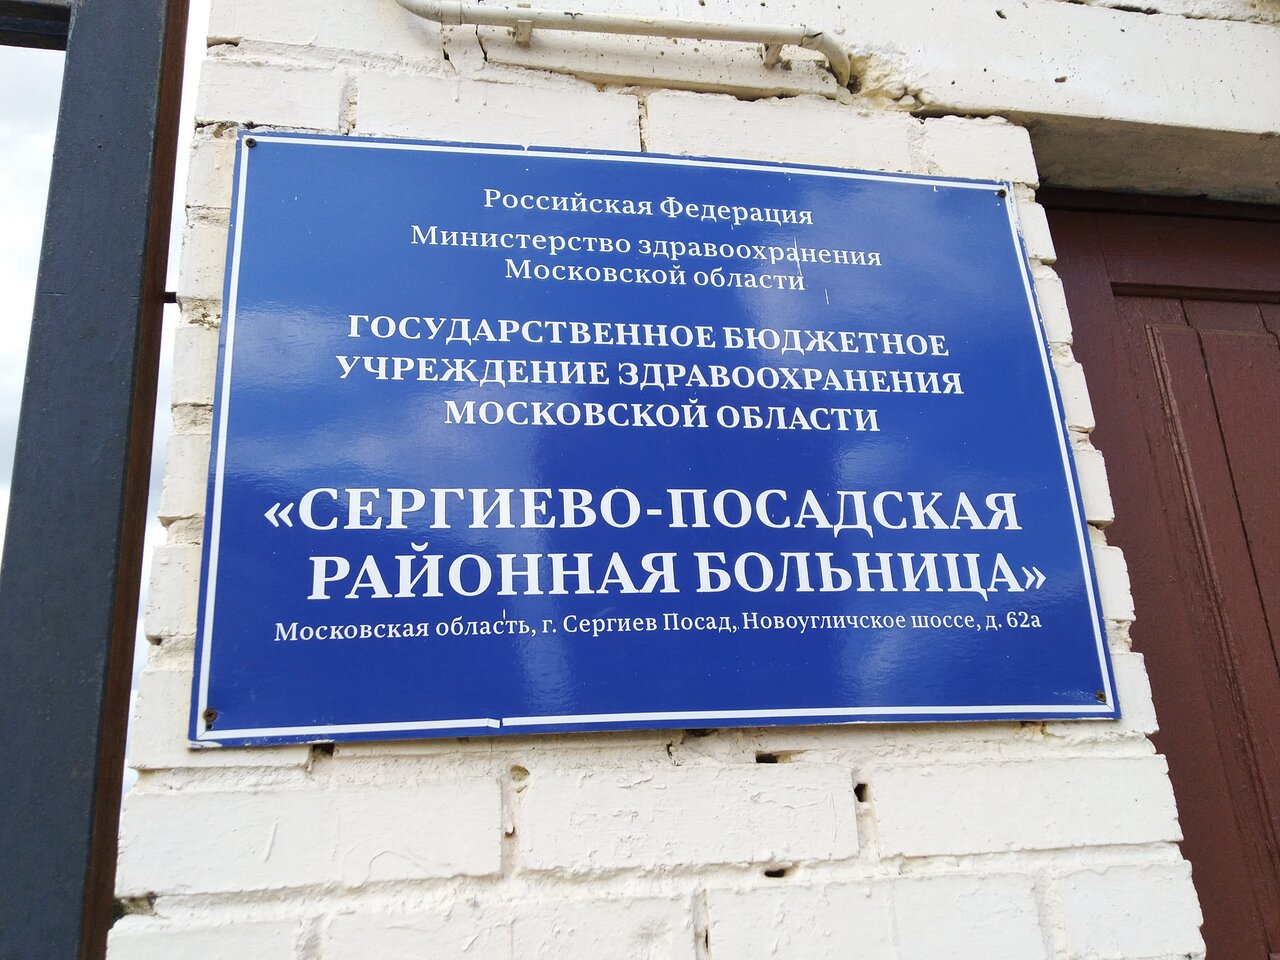 Российская Федерация
Министерство здравоохранения
Московской области
ГОСУДАРСТВЕННОЕ БЮДЖЕТНОЕ
УЧРЕЖДЕНИЕ ЗДРАВООХРАНЕНИЯ
МОСКОВСКОЙ ОБЛАСТИ
«СЕРГИЕВО-ПОСАДСКАЯ
РАЙОННАЯ БОЛЬНИЦА»
Московская область, г. Сергиев Посад, Новоугличское шоссе, д. 62а